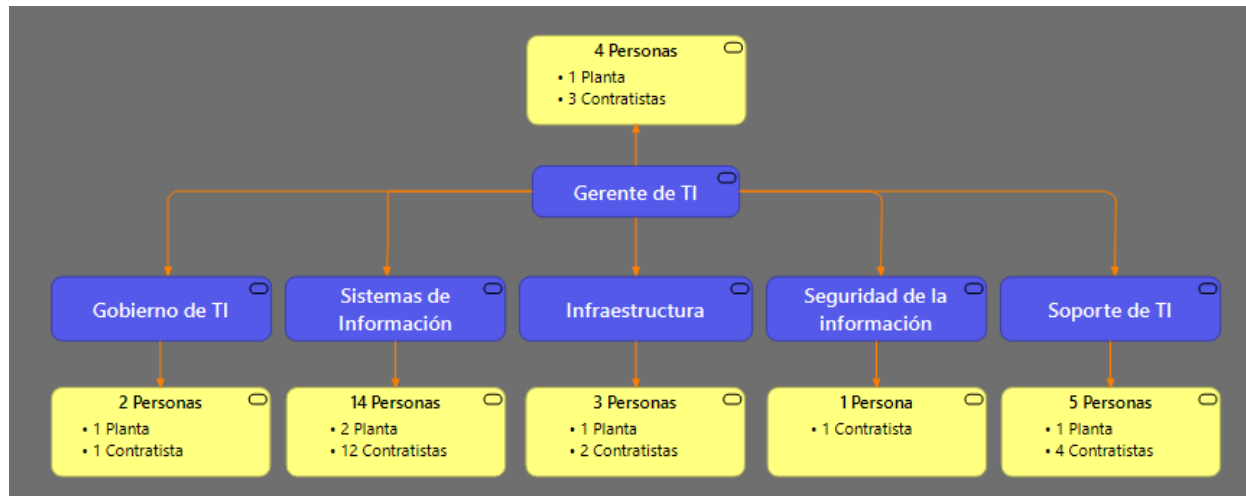 4 Personas
• 1 Planta
• 3 Contratistas
Gerente de TI
Gobierno de TI
Sistemas de
Información
Infraestructura
Seguridad de la
información
Soporte de TI
2 Personas
• 1 Planta
• 1 Contratista
14 Personas
• 2 Planta
• 12 Contratistas
3 Personas
• 1 Planta
• 2 Contratistas
1 Persona
• 1 Contratista
5 Personas
• 1 Planta
• 4 Contratistas